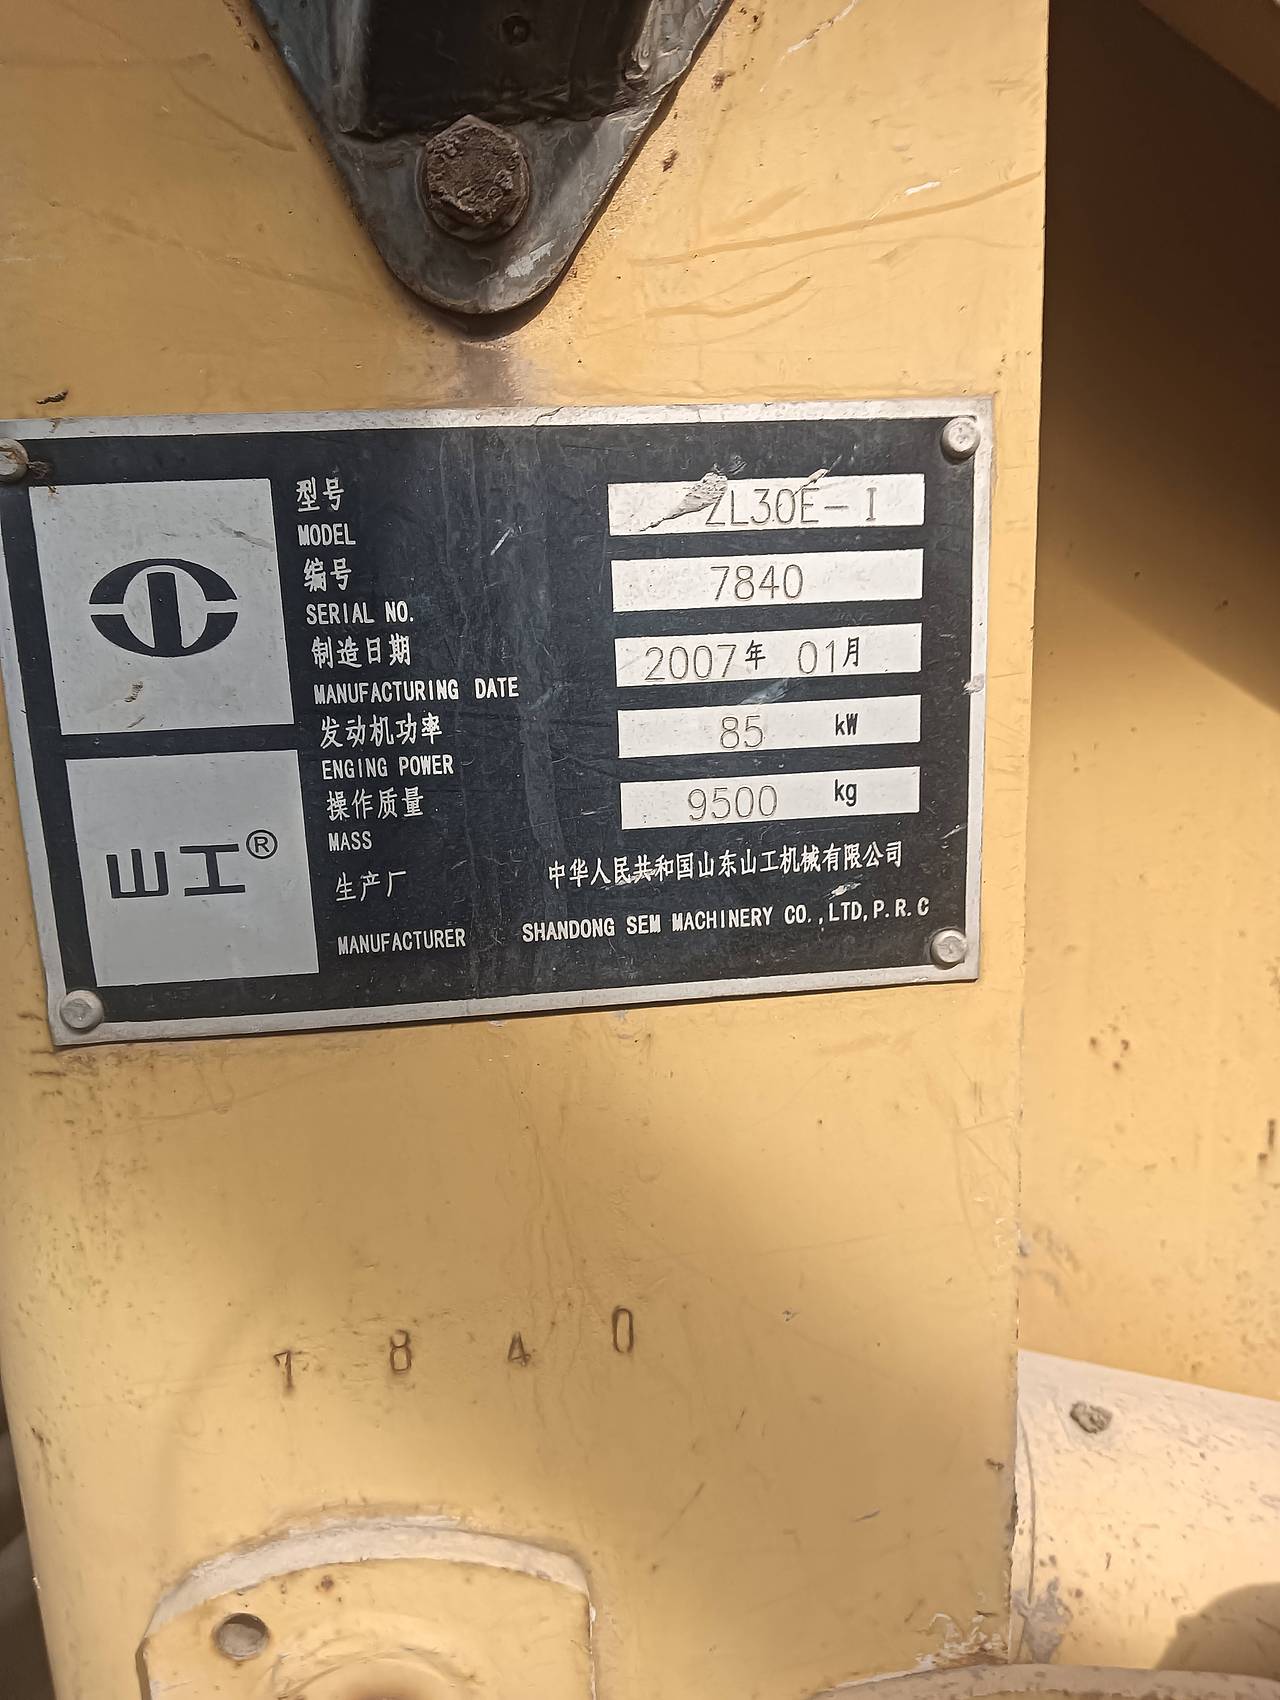 型号 ZL30E-I
MODEL
编号 7840
SERIAL NO.
制造日期 2007年 01月
MANUFACTURING DATE
发动机功率 85 kW
ENGING POWER
操作质量 9500 kg
MASS
山工®
生产厂 中华人民共和国山东山工机械有限公司
MANUFACTURER SHANDONG SEM MACHINERY CO.,LTD,P.R.C
7840